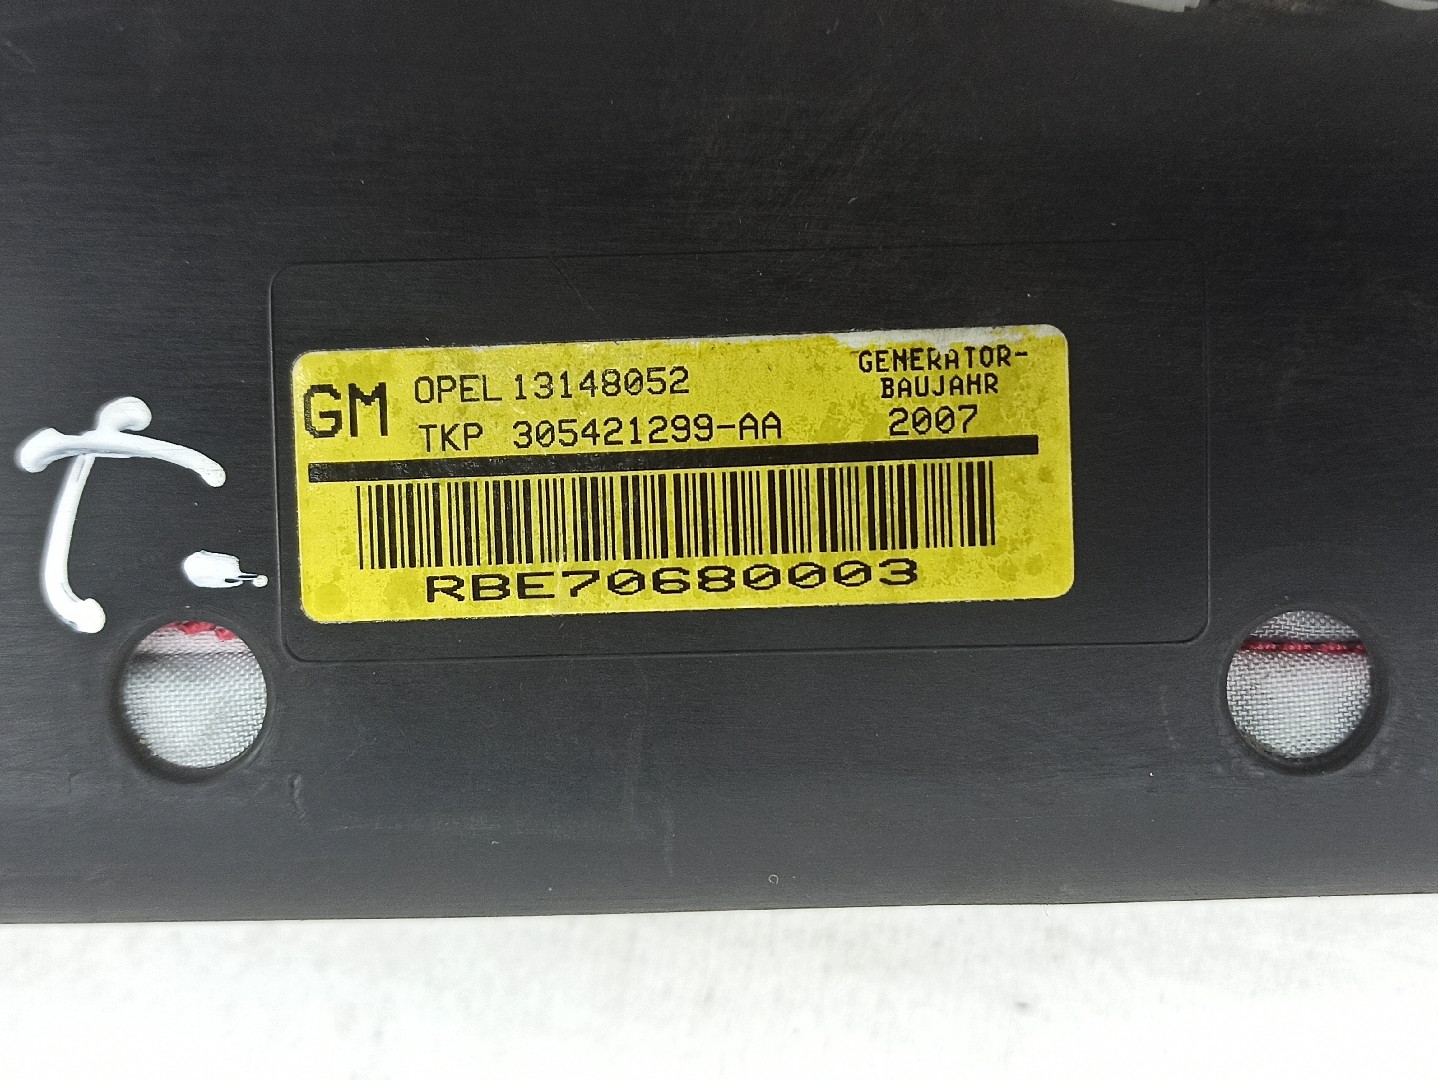 GM OPEL 13148052 GENERATOR-
BAUJAHR
TKP 305421299-AA 2007
RBE70680003